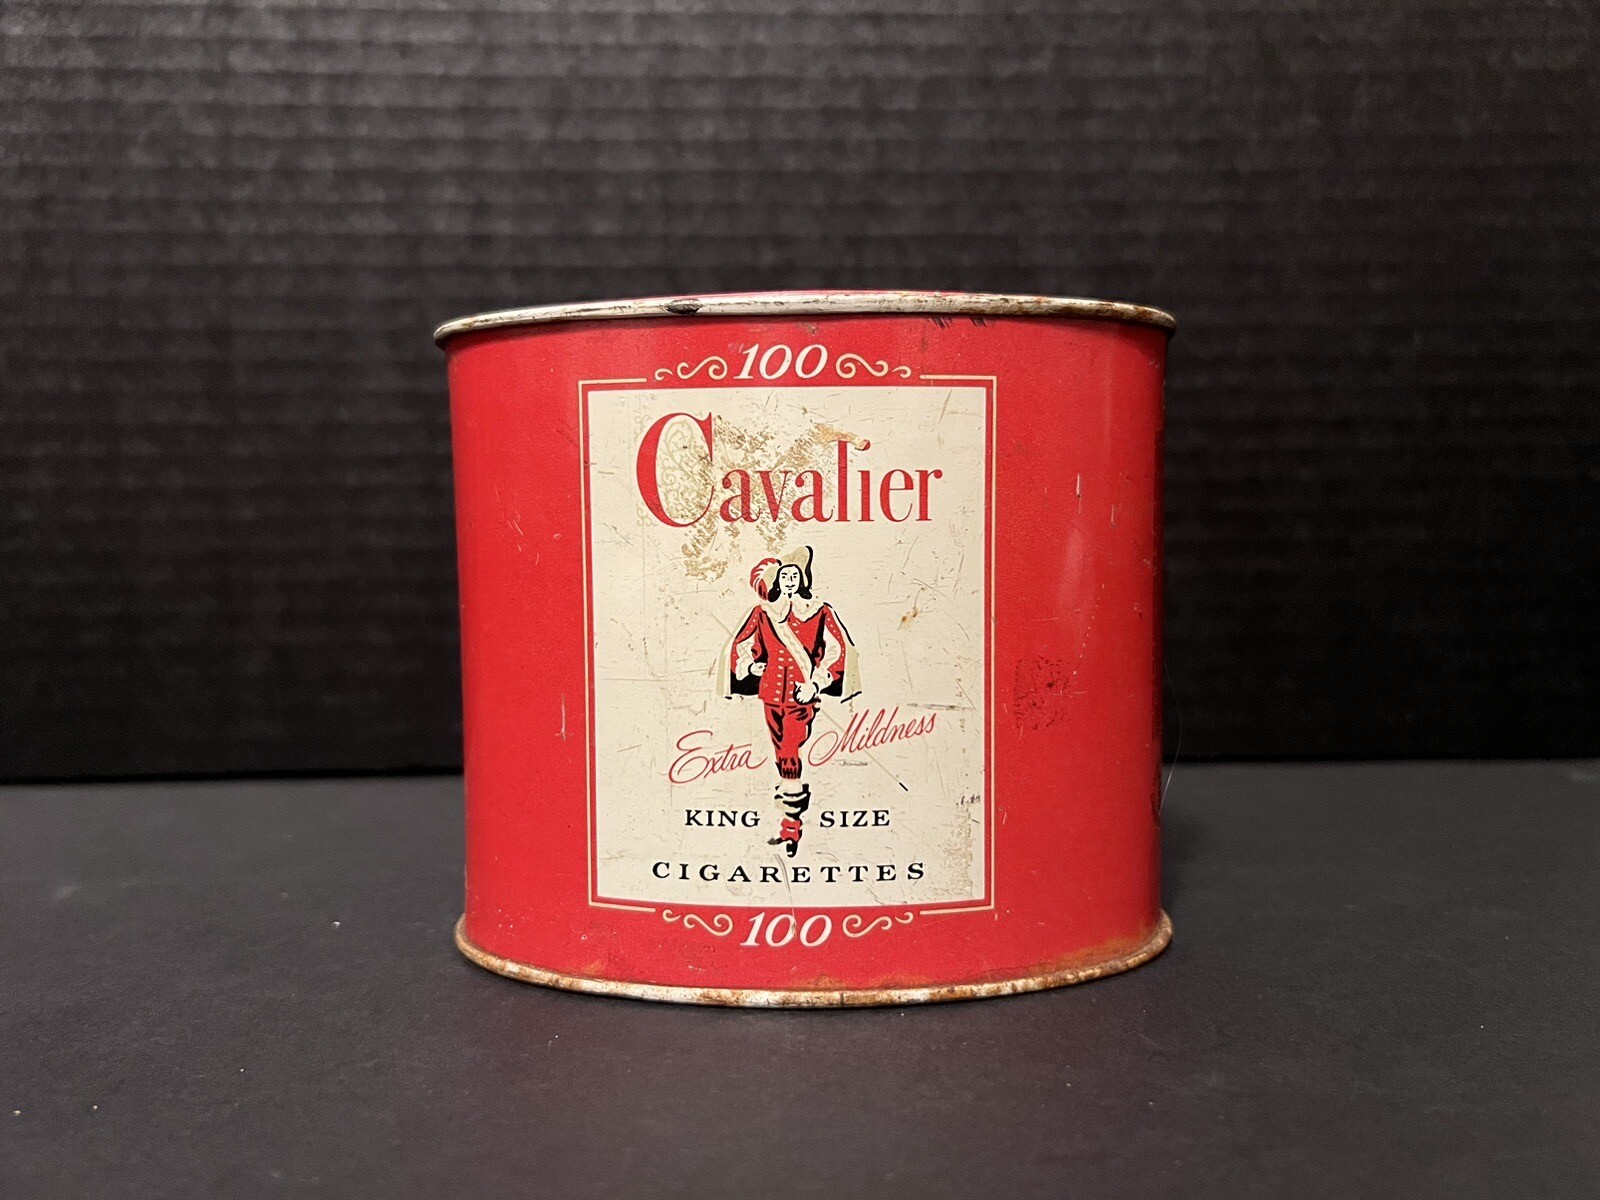 100
Cavalier
Extra Mildness
KING SIZE
CIGARETTES
100